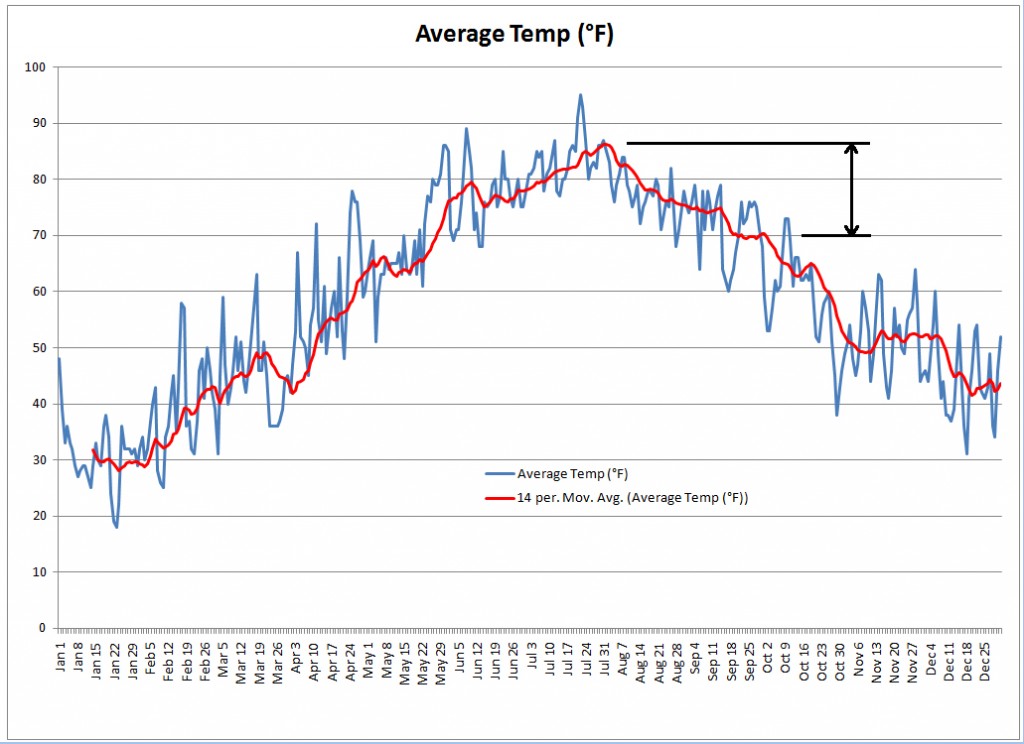 Average Temp (°F)
100
90
80
70
60
50
40
30
20
10
0
Average Temp (°F)
14 per. Mov. Avg. (Average Temp (°F))
Jan 1
Jan 8
Jan 15
Jan 22
Jan 29
Feb 5
Feb 12
Feb 19
Feb 26
Mar 5
Mar 12
Mar 19
Mar 26
Apr 3
Apr 10
Apr 17
Apr 24
May 1
May 8
May 15
May 22
May 29
Jun 5
Jun 12
Jun 19
Jun 26
Jul 3
Jul 10
Jul 17
Jul 24
Jul 31
Aug 7
Aug 14
Aug 21
Aug 28
Sep 4
Sep 11
Sep 18
Sep 25
Oct 2
Oct 9
Oct 16
Oct 23
Oct 30
Nov 6
Nov 13
Nov 20
Nov 27
Dec 4
Dec 11
Dec 18
Dec 25